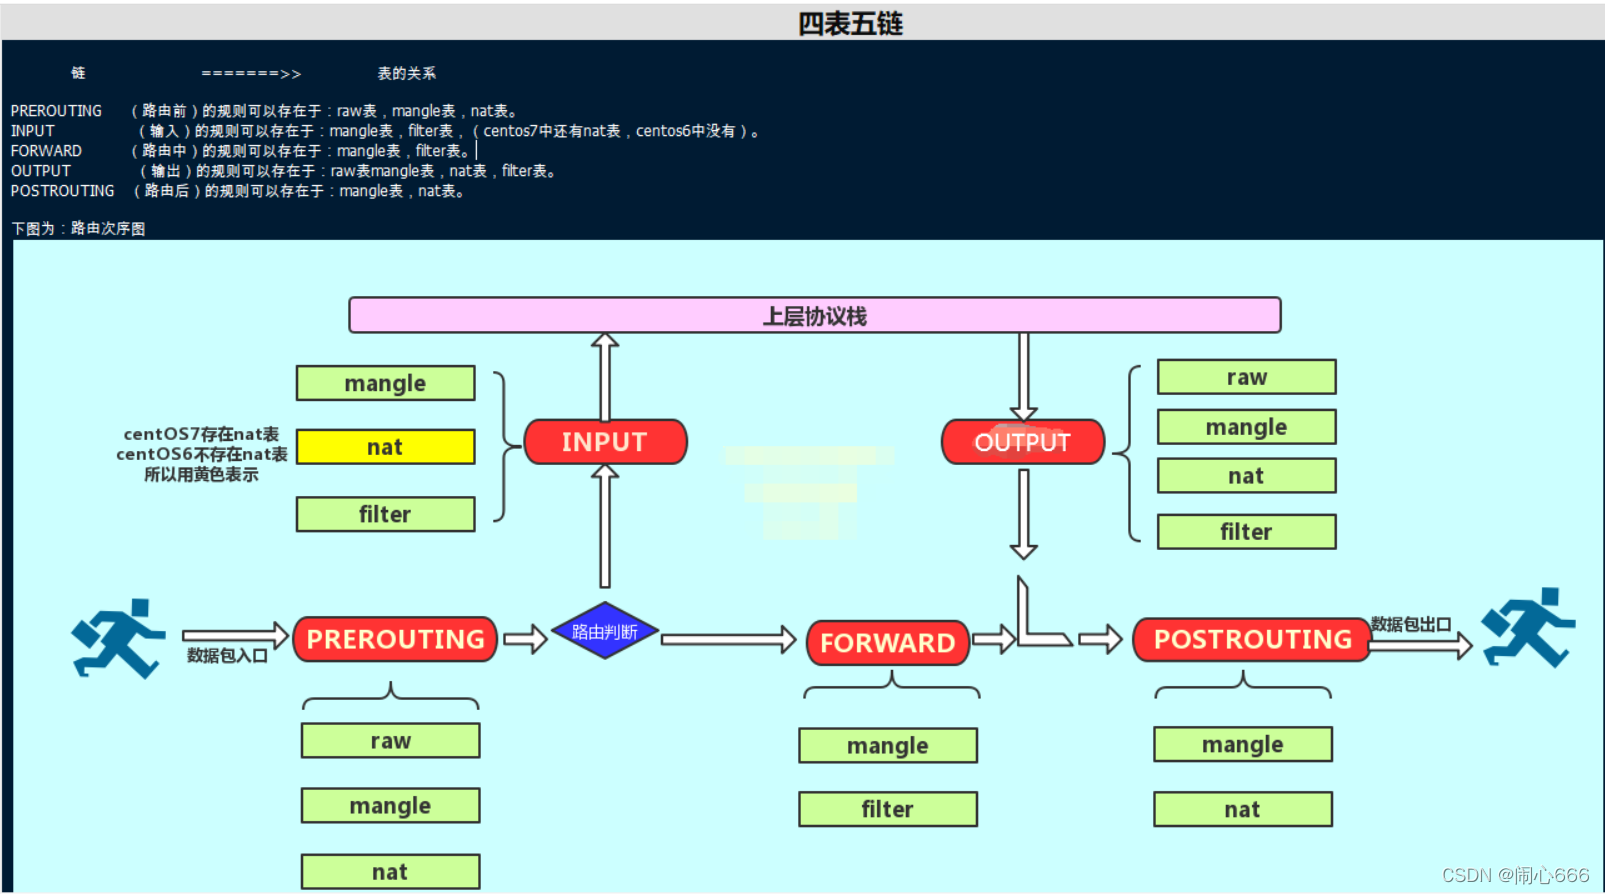 四表五链
链 =======>> 表的关系
PREROUTING （路由前）的规则可以存在于：raw表，mangle表，nat表。
INPUT （输入）的规则可以存在于：mangle表，filter表，（centos7中还有nat表，centos6中没有）。
FORWARD （路由中）的规则可以存在于：mangle表，filter表。
OUTPUT （输出）的规则可以存在于：raw表mangle表，nat表，filter表。
POSTROUTING （路由后）的规则可以存在于：mangle表，nat表。
下图为：路由次序图
上层协议栈
mangle
centOS7存在nat表
centOS6不存在nat表
所以用黄色表示
nat
filter
INPUT
OUTPUT
raw
mangle
nat
filter
数据包入口
PREROUTING
路由判断
FORWARD
POSTROUTING
数据包出口
raw
mangle
nat
mangle
filter
mangle
nat
CSDN @闹心666